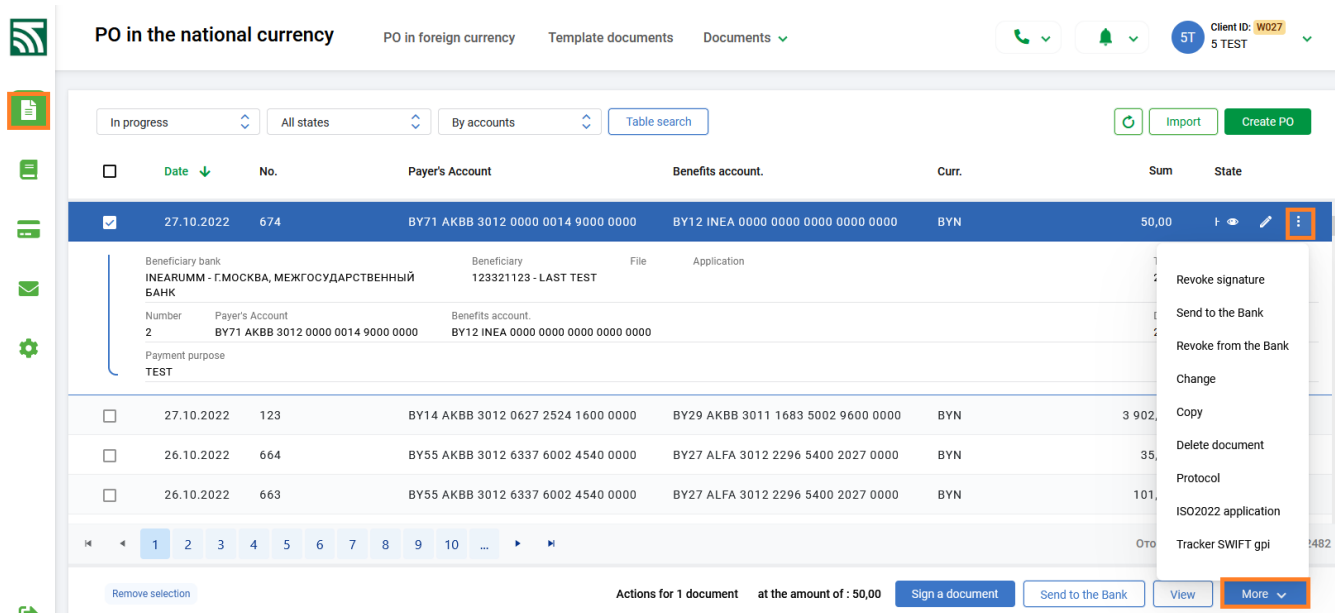 PO in the national currency PO in foreign currency Template documents Documents
Client ID: W027
5T 5 TEST
In progress All states By accounts Table search Import Create PO
Date No. Payer's Account Benefits account. Curr. Sum State
27.10.2022 674 BY71 AKBB 3012 0000 0014 9000 0000 BY12 INEA 0000 0000 0000 0000 0000 BYN 50,00
Beneficiary bank Beneficiary File Application
INEARUMM - Г.МОСКВА, МЕЖГОСУДАРСТВЕННЫЙ 123321123 - LAST TEST
БАНК
Number Payer's Account Benefits account.
2 BY71 AKBB 3012 0000 0014 9000 0000 BY12 INEA 0000 0000 0000 0000 0000
Payment purpose
TEST
27.10.2022 123 BY14 AKBB 3012 0627 2524 1600 0000 BY29 AKBB 3011 1683 5002 9600 0000 BYN 3 902,
26.10.2022 664 BY55 AKBB 3012 6337 6002 4540 0000 BY27 ALFA 3012 2296 5400 2027 0000 BYN 35,
26.10.2022 663 BY55 AKBB 3012 6337 6002 4540 0000 BY27 ALFA 3012 2296 5400 2027 0000 BYN 101,
Revoke signature
Send to the Bank
Revoke from the Bank
Change
Copy
Delete document
Protocol
ISO2022 application
Tracker SWIFT gpi
1 2 3 4 5 6 7 8 9 10 ... Ото 2482
Remove selection Actions for 1 document at the amount of : 50,00 Sign a document Send to the Bank View More